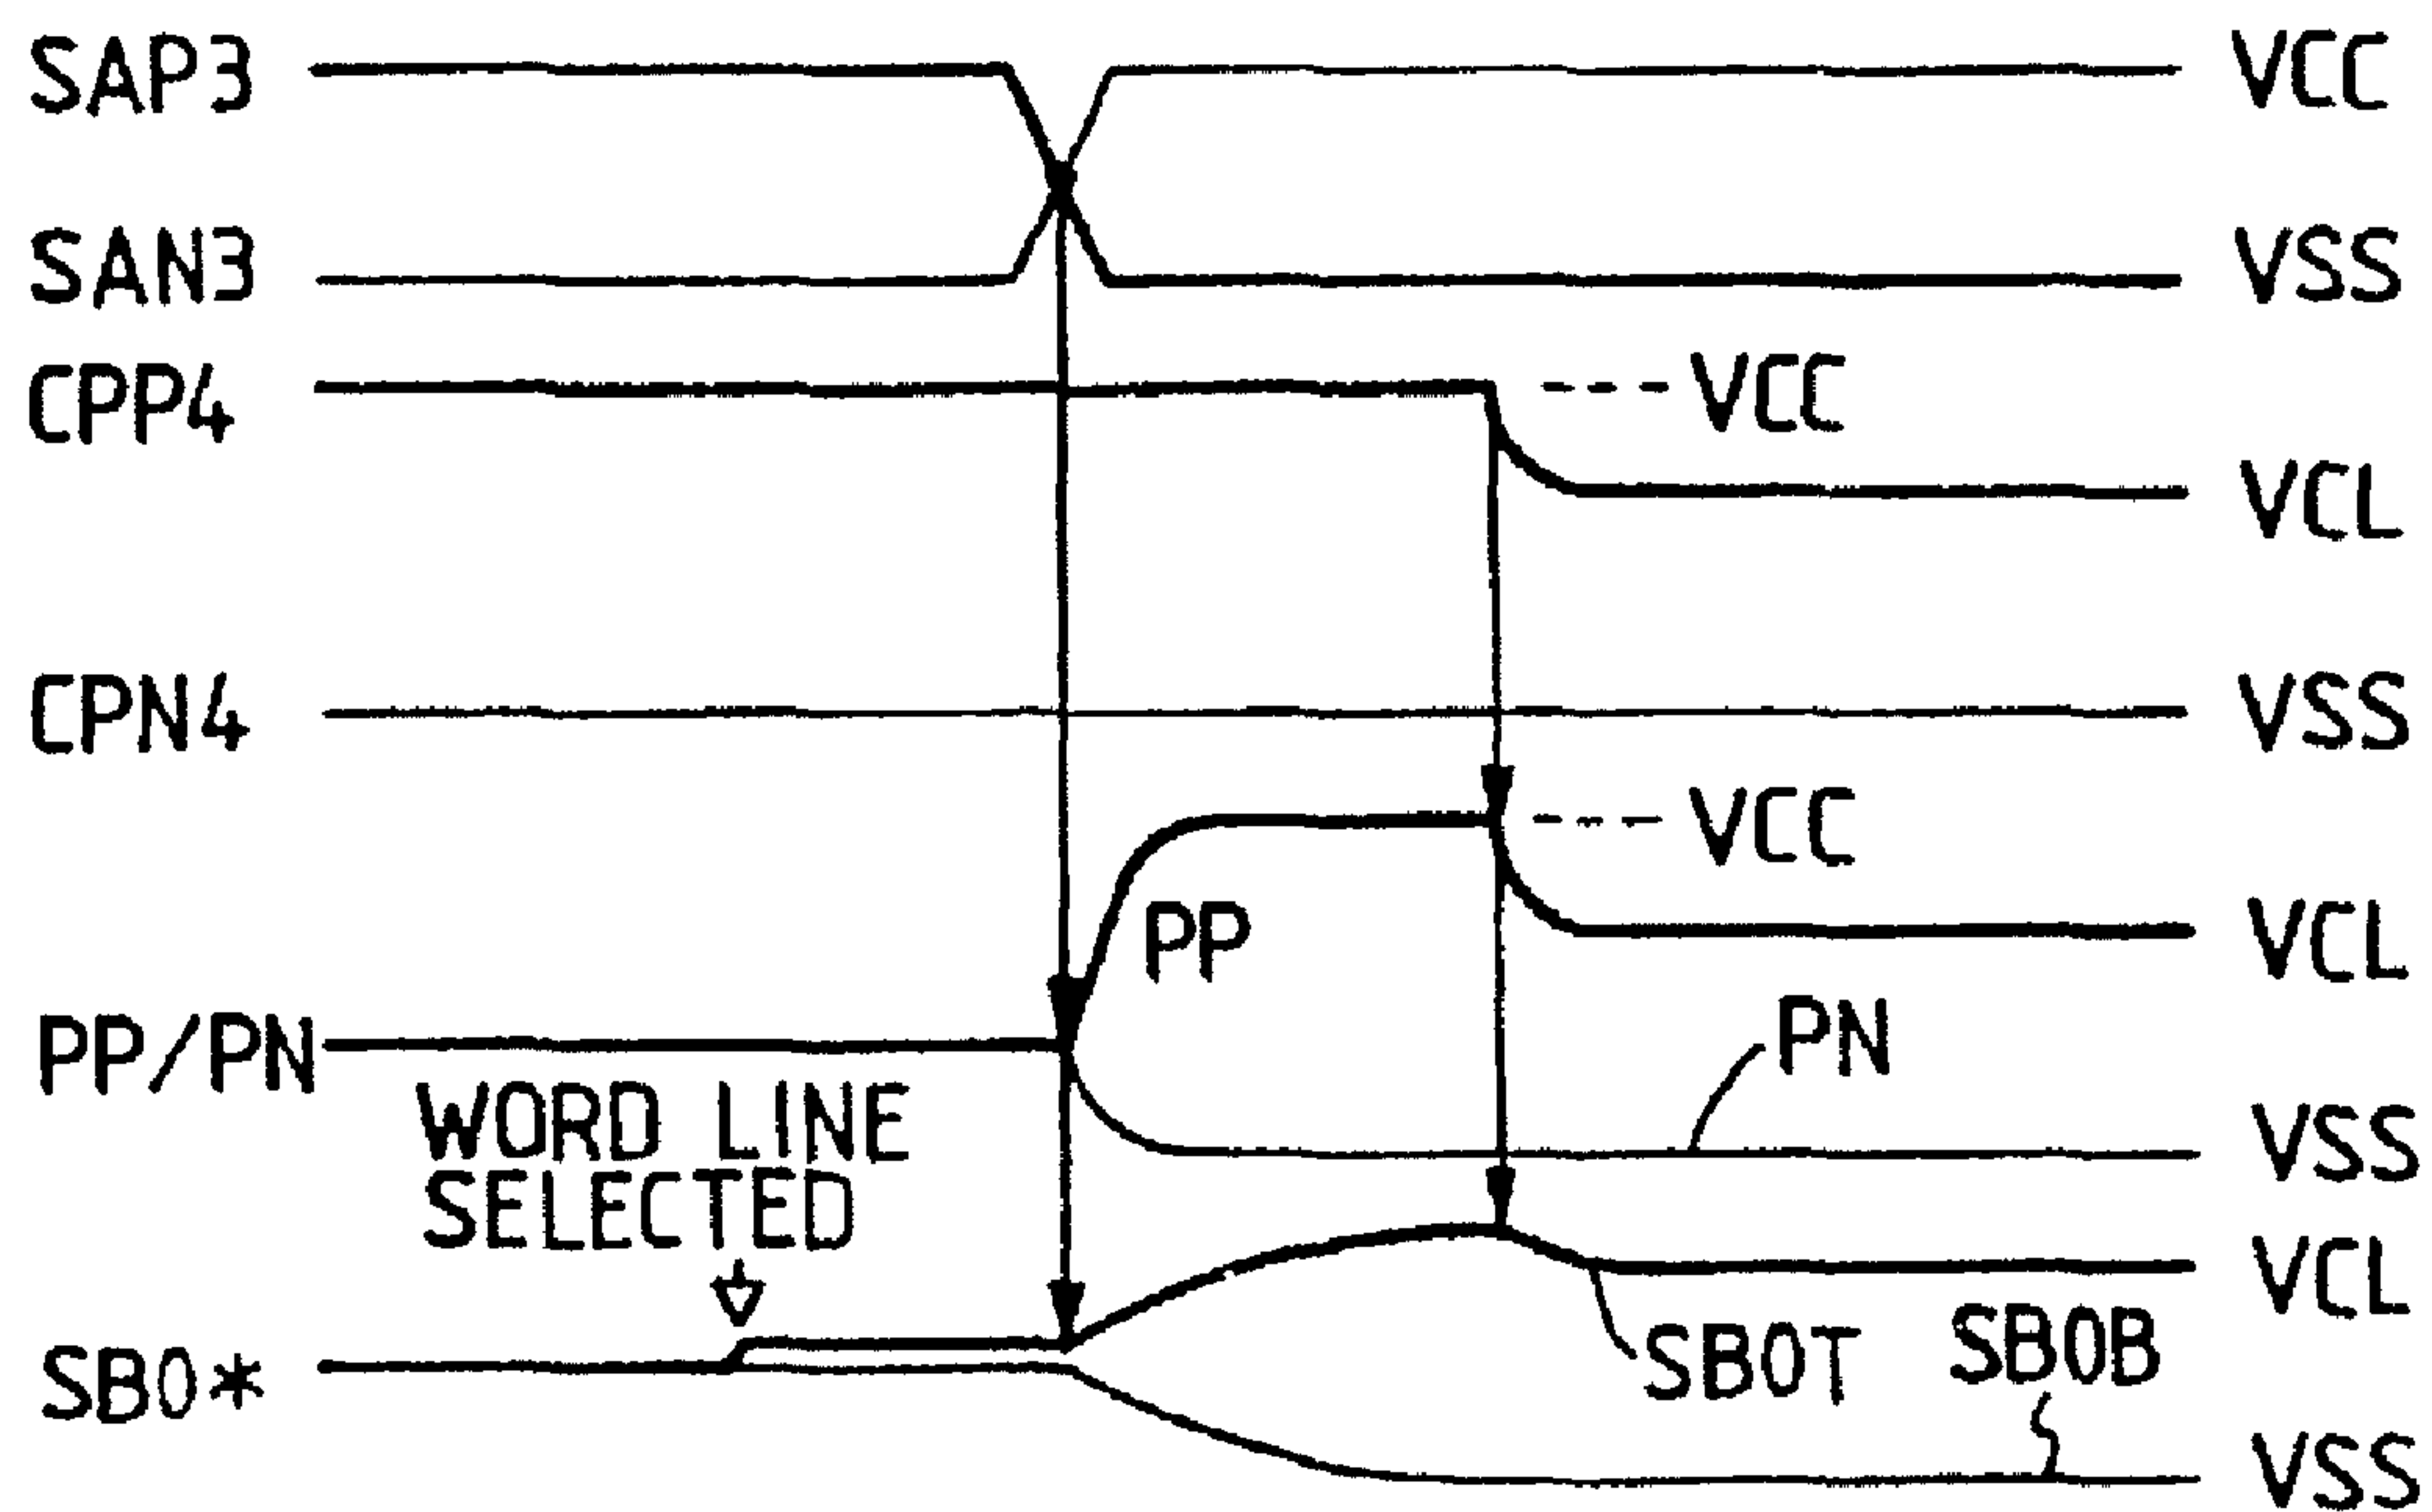 SAP3 VCC
SAN3 VSS
CPP4 --- VCC
VCL
CPN4 VSS
--- VCC
PP VCL
PP/PN PN
WORD LINE VSS
SELECTED
VCL
SB0* SB0T SB0B
VSS